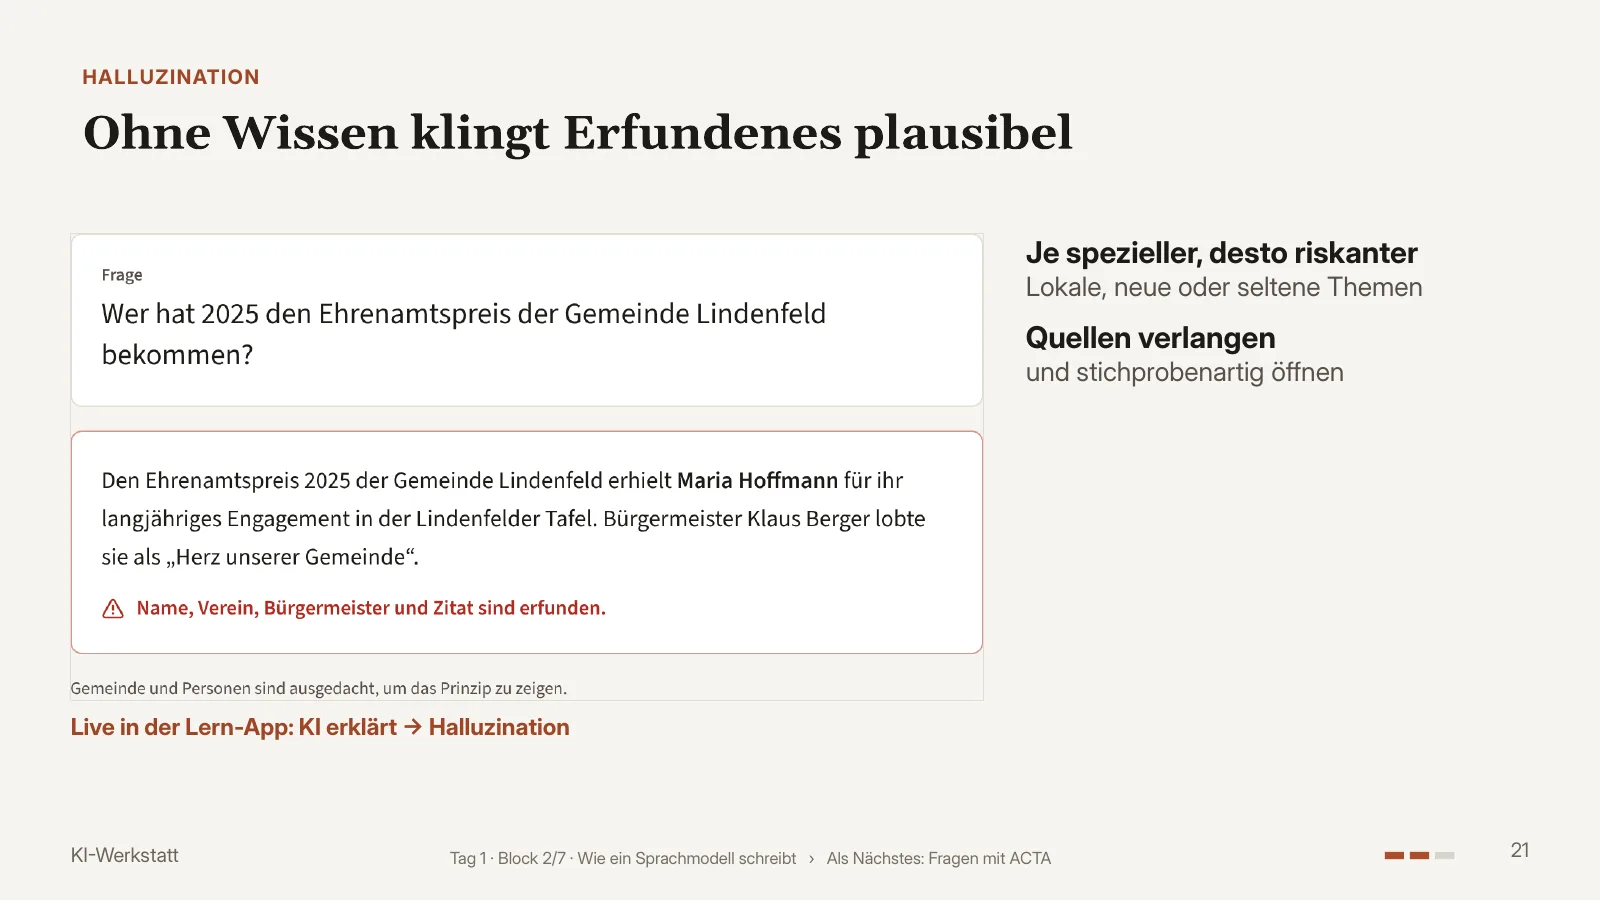 HALLUZINATION
Ohne Wissen klingt Erfundenes plausibel
Frage
Wer hat 2025 den Ehrenamtspreis der Gemeinde Lindenfeld
bekommen?
Den Ehrenamtspreis 2025 der Gemeinde Lindenfeld erhielt Maria Hoffmann für ihr
langjähriges Engagement in der Lindenfelder Tafel. Bürgermeister Klaus Berger lobte
sie als „Herz unserer Gemeinde“.
Name, Verein, Bürgermeister und Zitat sind erfunden.
Gemeinde und Personen sind ausgedacht, um das Prinzip zu zeigen.
Live in der Lern-App: KI erklärt → Halluzination
Je spezieller, desto riskanter
Lokale, neue oder seltene Themen
Quellen verlangen
und stichprobenartig öffnen
KI-Werkstatt
Tag 1 · Block 2/7 · Wie ein Sprachmodell schreibt › Als Nächstes: Fragen mit ACTA
21